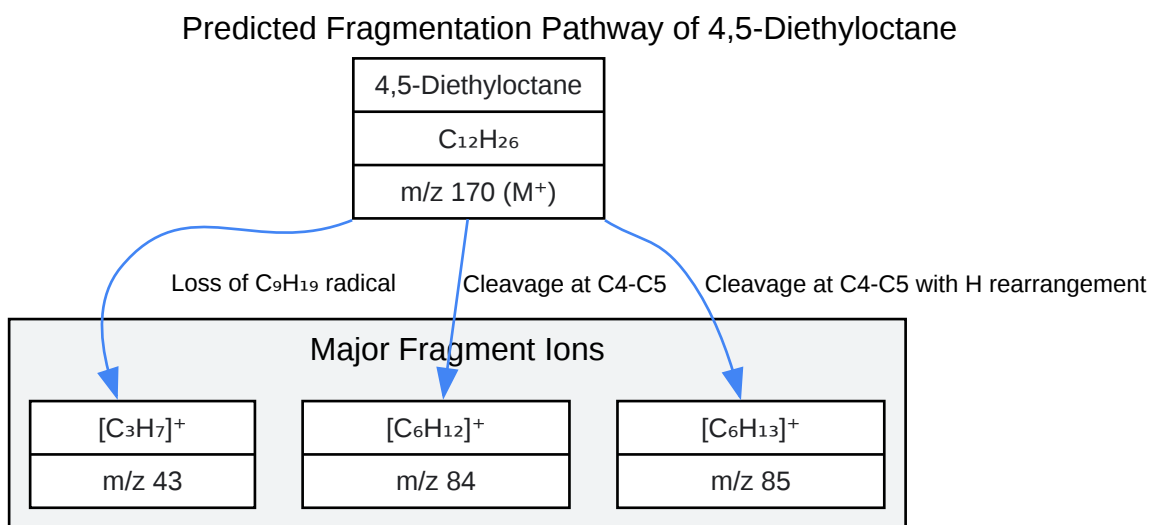 Predicted Fragmentation Pathway of 4,5-Diethyloctane
4,5-Diethyloctane
C₁₂H₂₆
m/z 170 (M⁺)
Loss of C₉H₁₉ radical
Cleavage at C4-C5
Cleavage at C4-C5 with H rearrangement
Major Fragment Ions
[C₃H₇]⁺
[C₆H₁₂]⁺
[C₆H₁₃]⁺
m/z 43
m/z 84
m/z 85